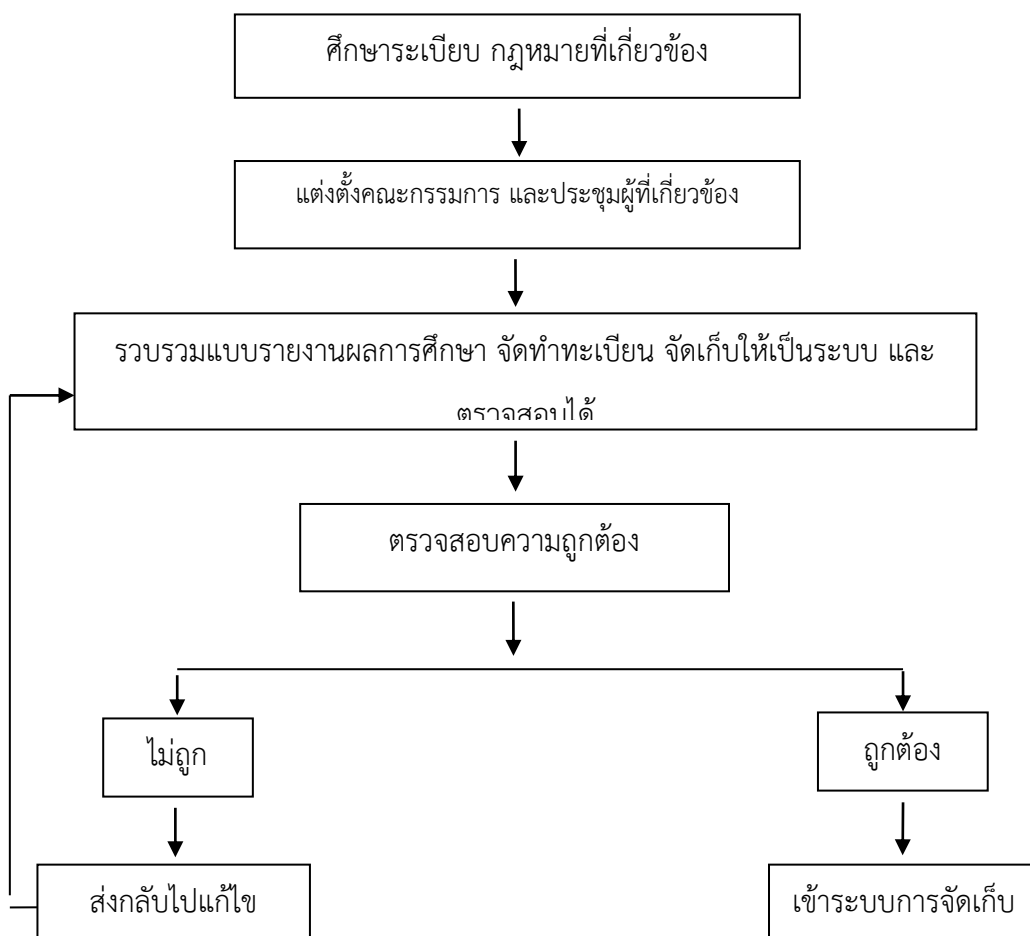 ศึกษาระเบียบ กฎหมายที่เกี่ยวข้อง
แต่งตั้งคณะกรรมการ และประชุมผู้ที่เกี่ยวข้อง
รวบรวมแบบรายงานผลการศึกษา จัดทำทะเบียน จัดเก็บให้เป็นระบบ และ
ตรวจสอบได้
ตรวจสอบความถูกต้อง
ไม่ถูก
ถูกต้อง
ส่งกลับไปแก้ไข
เข้าระบบการจัดเก็บ